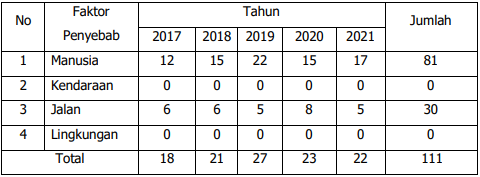 No Faktor Penyebab Tahun Jumlah
2017 2018 2019 2020 2021
1 Manusia 12 15 22 15 17 81
2 Kendaraan 0 0 0 0 0 0
3 Jalan 6 6 5 8 5 30
4 Lingkungan 0 0 0 0 0 0
Total 18 21 27 23 22 111